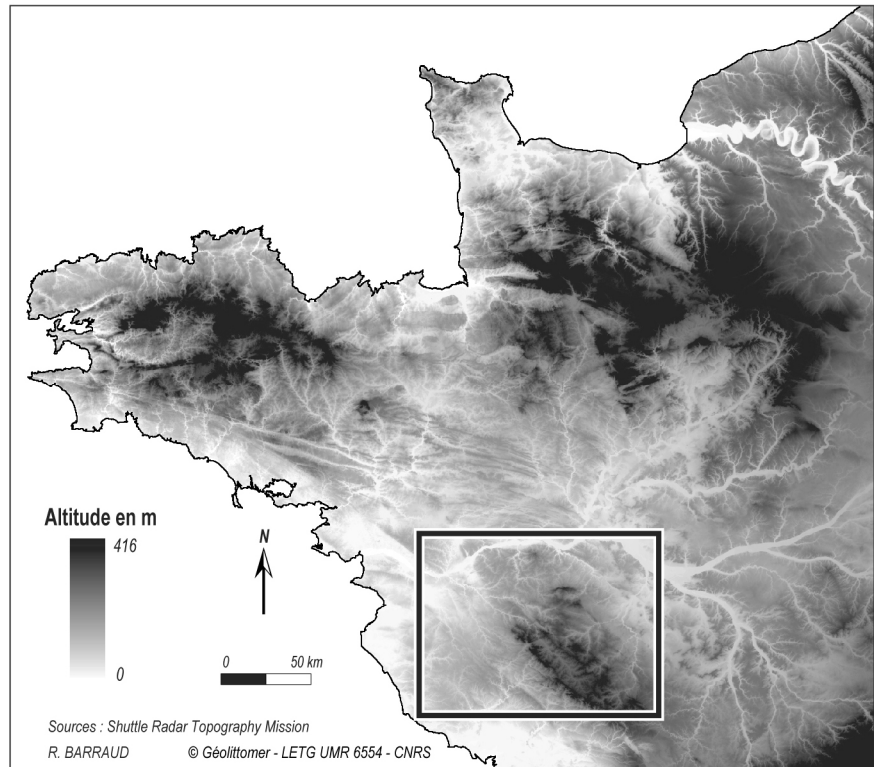 Altitude en m
416
0
N
0 50 km
Sources : Shuttle Radar Topography Mission
R. BARRAUD © Géolittomer - LETG UMR 6554 - CNRS